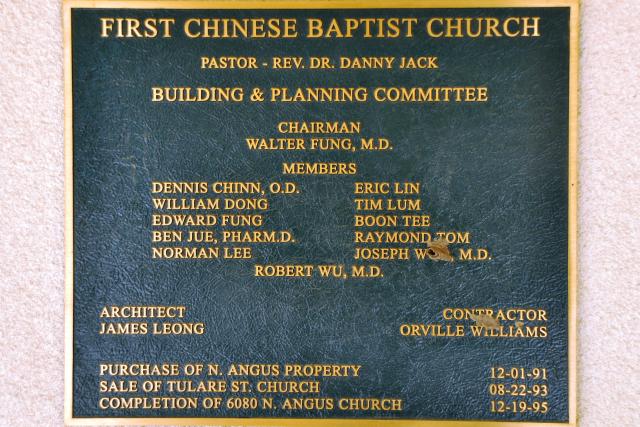 FIRST CHINESE BAPTIST CHURCH
PASTOR - REV. DR. DANNY JACK
BUILDING & PLANNING COMMITTEE
CHAIRMAN
WALTER FUNG, M.D.
MEMBERS
DENNIS CHINN, O.D. ERIC LIN
WILLIAM DONG TIM LUM
EDWARD FUNG BOON TEE
BEN JUE, PHARM.D. RAYMOND TOM
NORMAN LEE JOSEPH M.D.
ROBERT WU, M.D.
ARCHITECT CONTRACTOR
JAMES LEONG ORVILLE WILLIAMS
PURCHASE OF N. ANGUS PROPERTY 12-01-91
SALE OF TULARE ST. CHURCH 08-22-93
COMPLETION OF 6080 N. ANGUS CHURCH 12-19-95